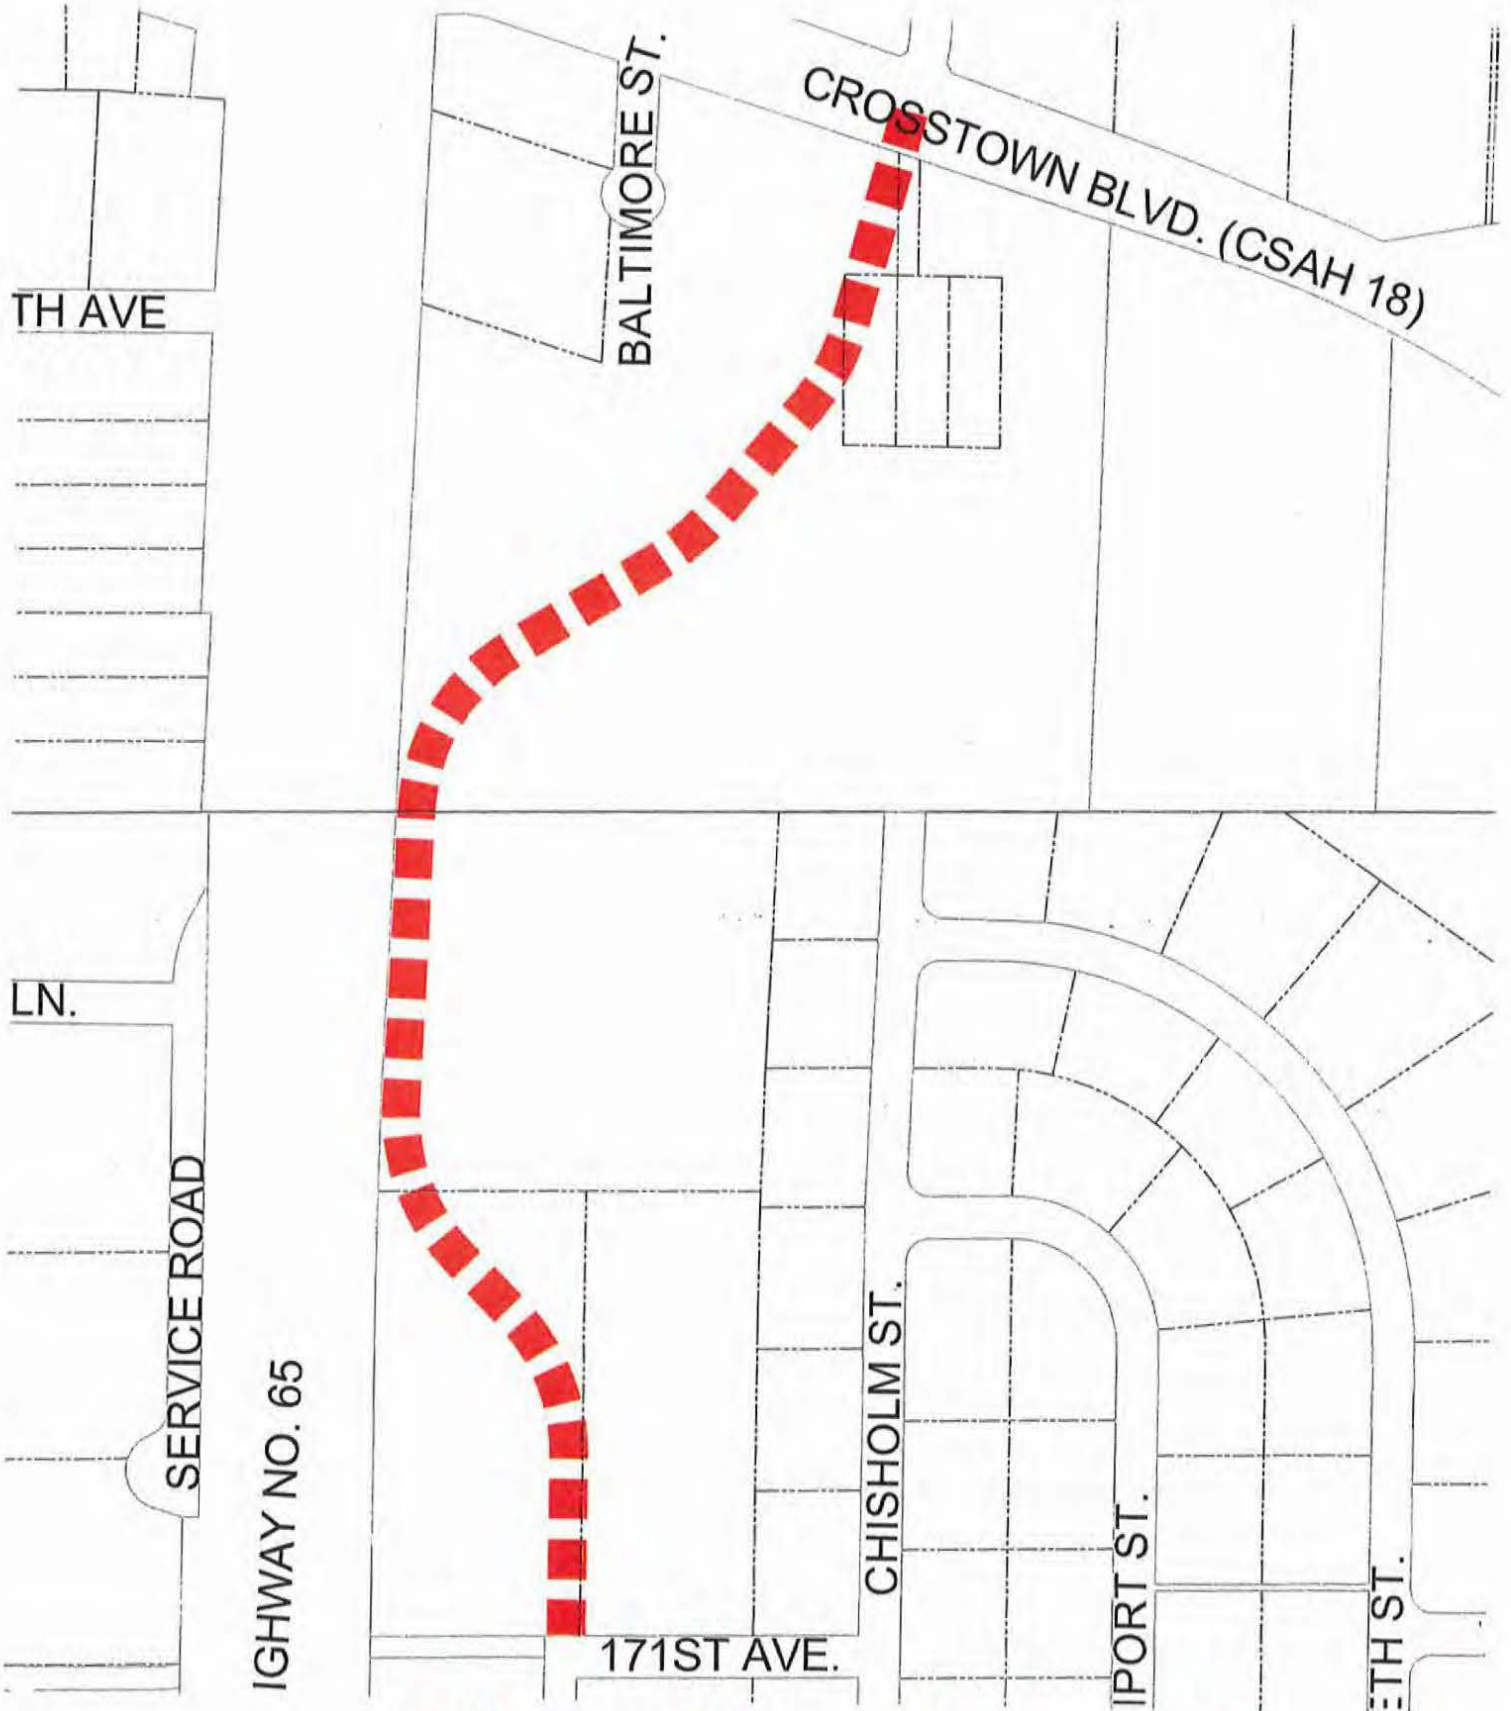 BALTIMORE ST.
CROSSTOWN BLVD. (CSAH 18)
TH AVE
LN.
SERVICE ROAD
IGHWAY NO. 65
CHISHOLM ST.
IPORT ST.
ETH ST.
171ST AVE.